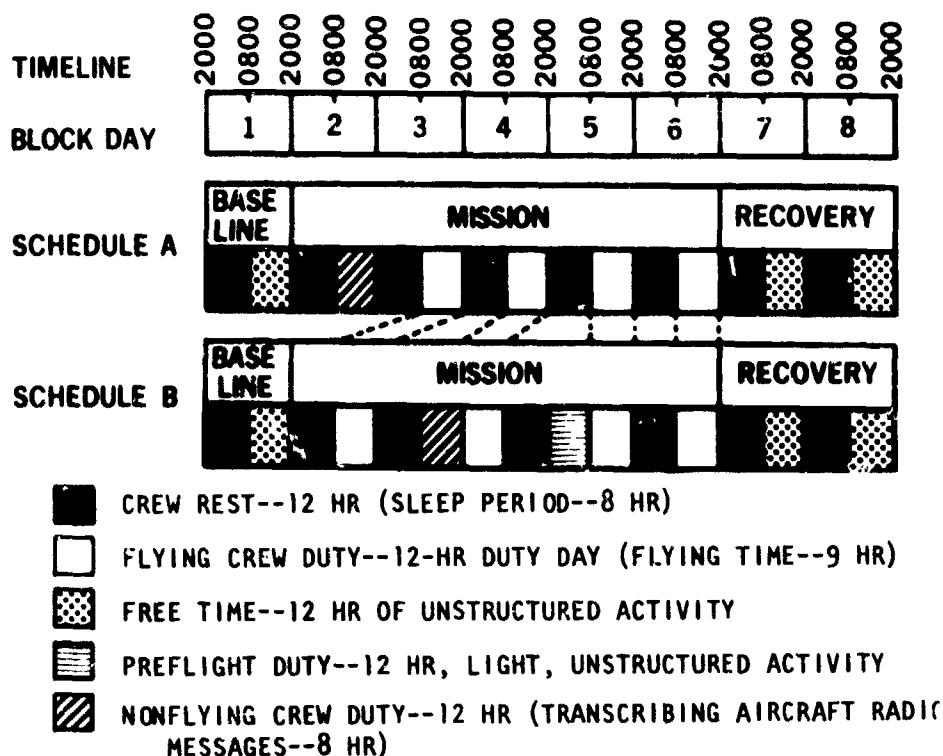 TIMELINE 2000 0800 2000 0800 2000 0800 2000 0800 2000 0800 2000 0800 2000 0800 2000 0800 2000
BLOCK DAY 1 2 3 4 5 6 7 8
SCHEDULE A
BASE
LINE
MISSION
RECOVERY
SCHEDULE B
BASE
LINE
MISSION
RECOVERY
CREW REST--12 HR (SLEEP PERIOD--8 HR)
FLYING CREW DUTY--12-HR DUTY DAY (FLYING TIME--9 HR)
FREE TIME--12 HR OF UNSTRUCTURED ACTIVITY
PREFLIGHT DUTY--12 HR, LIGHT, UNSTRUCTURED ACTIVITY
NONFLYING CREW DUTY--12 HR (TRANSCRIBING AIRCRAFT RADIO
MESSAGES--8 HR)